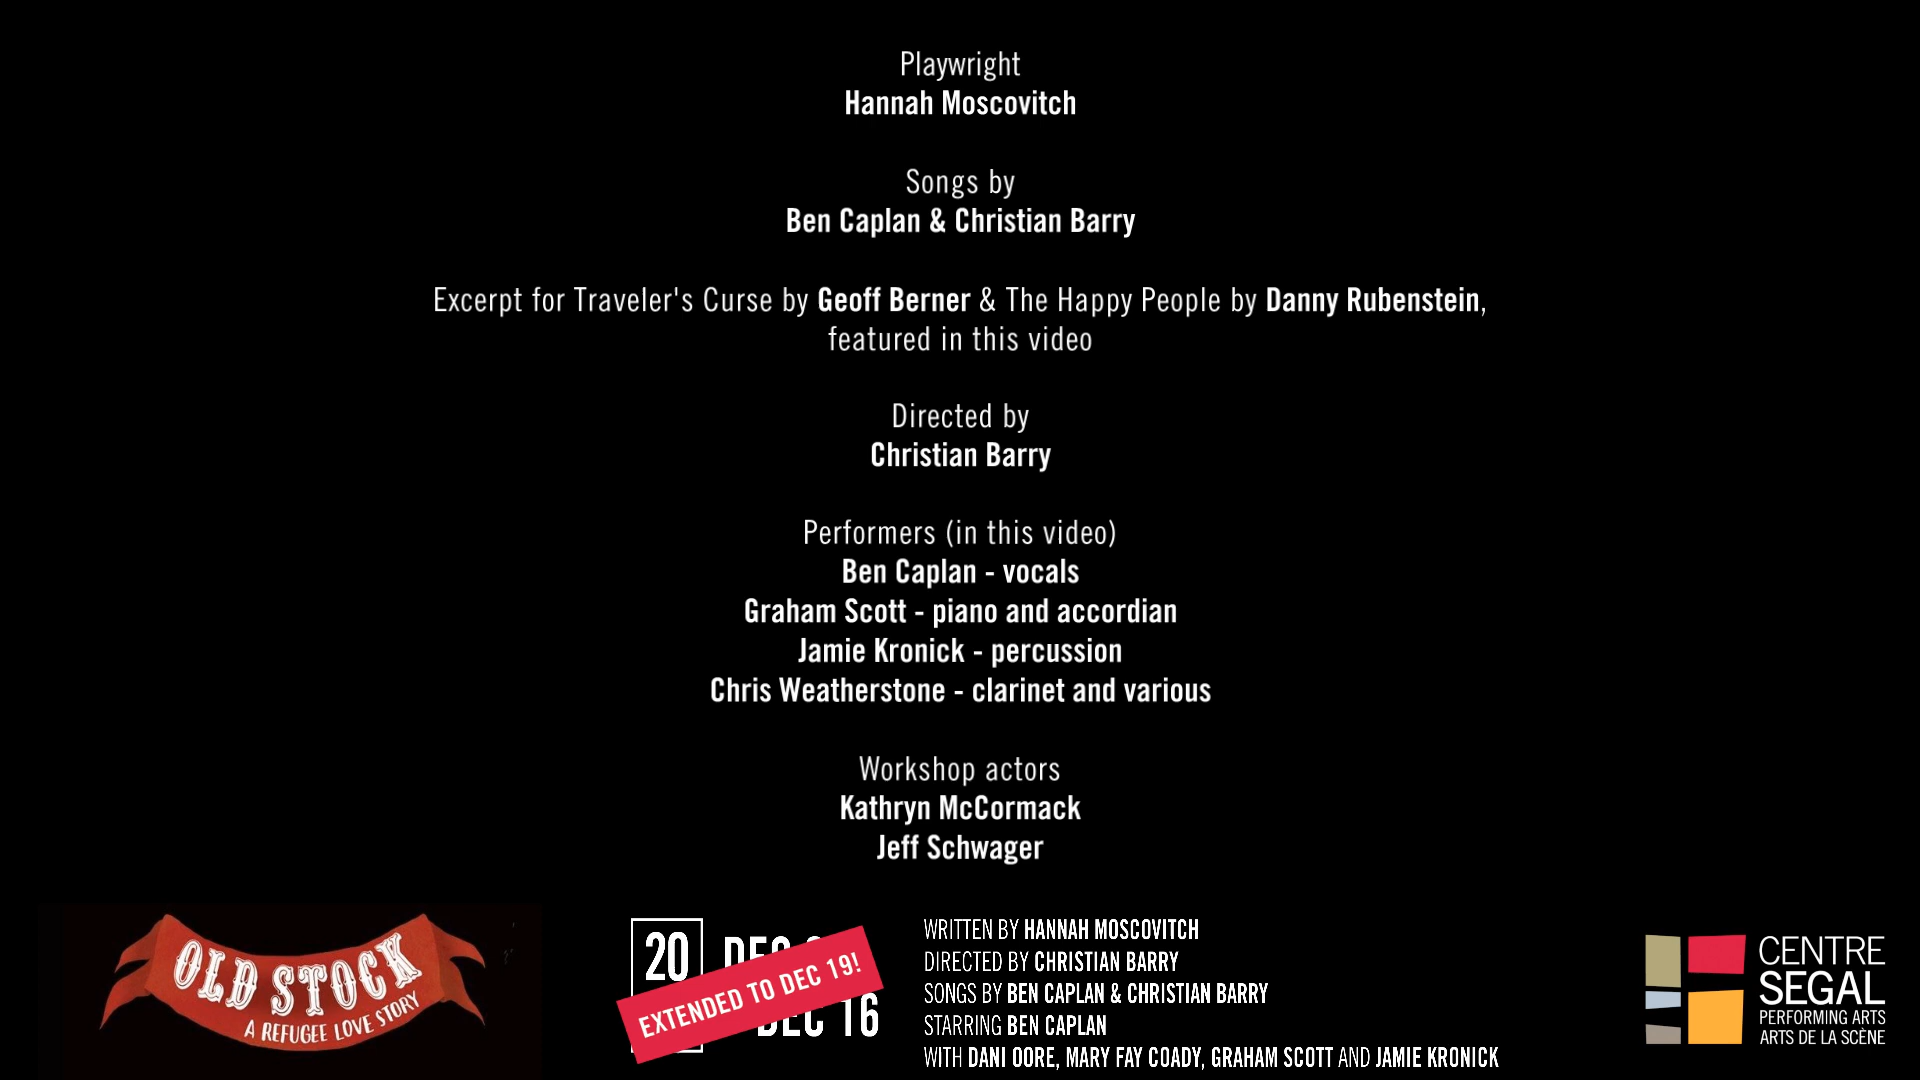 Playwright
Hannah Moscovitch
Songs by
Ben Caplan & Christian Barry
Excerpt for Traveler's Curse by Geoff Berner & The Happy People by Danny Rubenstein,
featured in this video
Directed by
Christian Barry
Performers (in this video)
Ben Caplan - vocals
Graham Scott - piano and accordian
Jamie Kronick - percussion
Chris Weatherstone - clarinet and various
Workshop actors
Kathryn McCormack
Jeff Schwager
OLD STOCK
A REFUGEE LOVE STORY
20
DEC
EXTENDED TO DEC 19!
DEC 16
WRITTEN BY HANNAH MOSCOVITCH
DIRECTED BY CHRISTIAN BARRY
SONGS BY BEN CAPLAN & CHRISTIAN BARRY
STARRING BEN CAPLAN
WITH DANI OORE, MARY FAY COADY, GRAHAM SCOTT AND JAMIE KRONICK
CENTRE
SEGAL
PERFORMING ARTS
ARTS DE LA SCÈNE